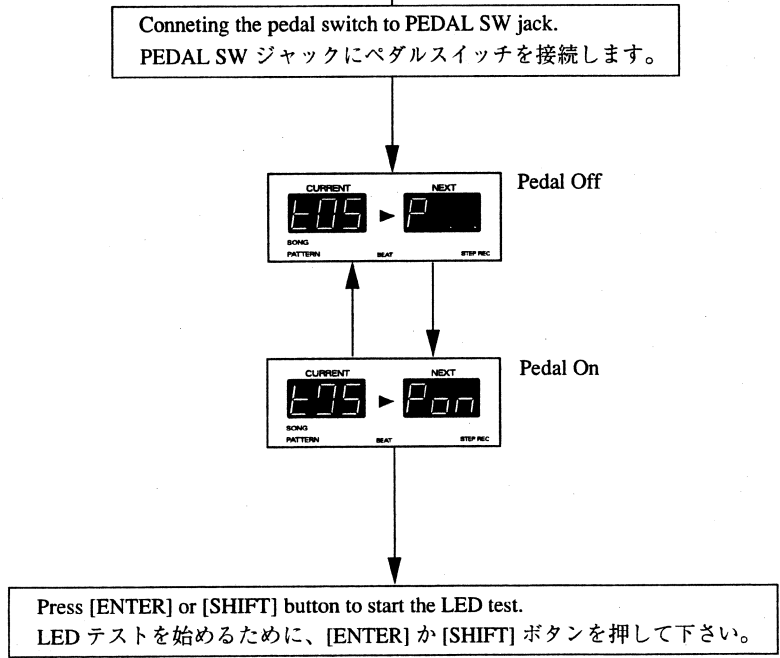 Conneting the pedal switch to PEDAL SW jack.
PEDAL SW ジャックにペダルスイッチを接続します。
Pedal Off
CURRENT NEXT
t05 ► P
SONG
PATTERN BEAT STEP REC
Pedal On
CURRENT NEXT
t05 ► Pon
SONG
PATTERN BEAT STEP REC
Press [ENTER] or [SHIFT] button to start the LED test.
LED テストを始めるために、[ENTER] か [SHIFT] ボタンを押して下さい。